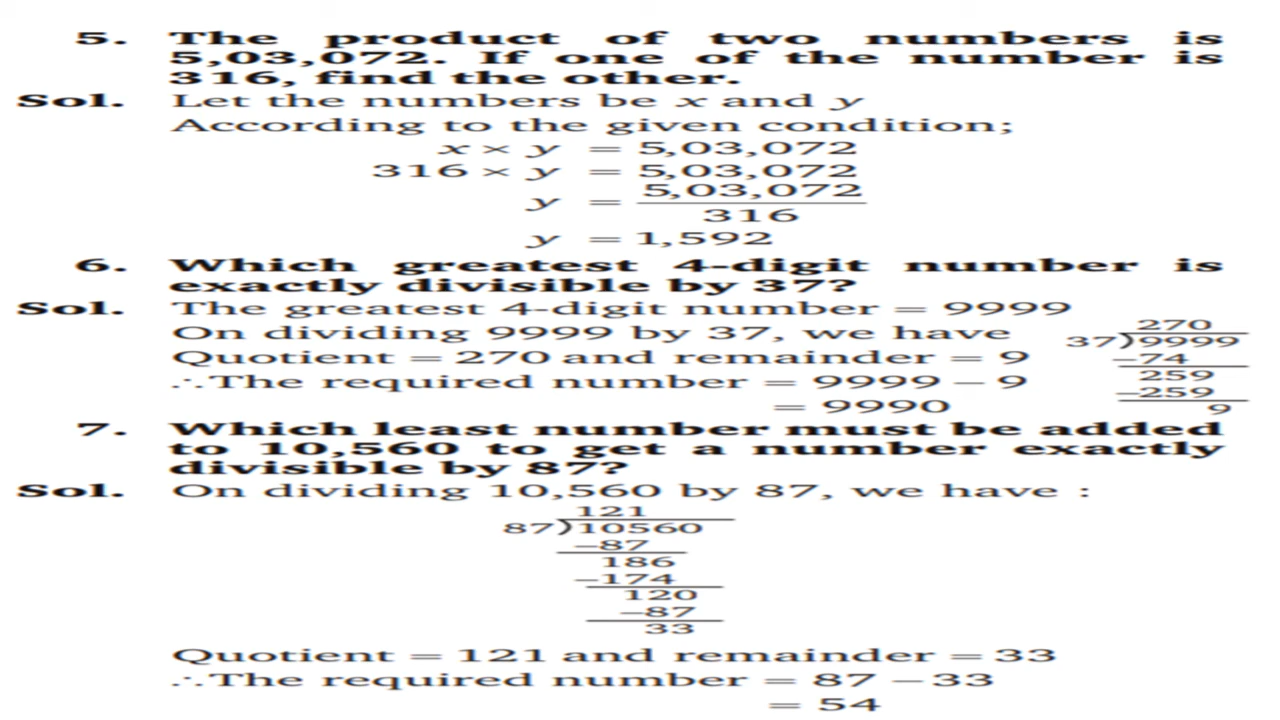 5. The product of two numbers is
5,03,072. If one of the number is
316, find the other.
Sol. Let the numbers be x and y
According to the given condition;
x × y = 5,03,072
316 × y = 5,03,072
y = 5,03,072
316
y = 1,592
6. Which greatest 4-digit number is
exactly divisible by 37?
Sol. The greatest 4-digit number = 9999
On dividing 9999 by 37, we have
Quotient = 270 and remainder = 9
∴ The required number = 9999 – 9
= 9990
270
37)9999
–74
259
–259
9
7. Which least number must be added
to 10,560 to get a number exactly
divisible by 87?
Sol. On dividing 10,560 by 87, we have :
121
87)10560
–87
186
–174
120
–87
33
Quotient = 121 and remainder = 33
∴ The required number = 87 – 33
= 54